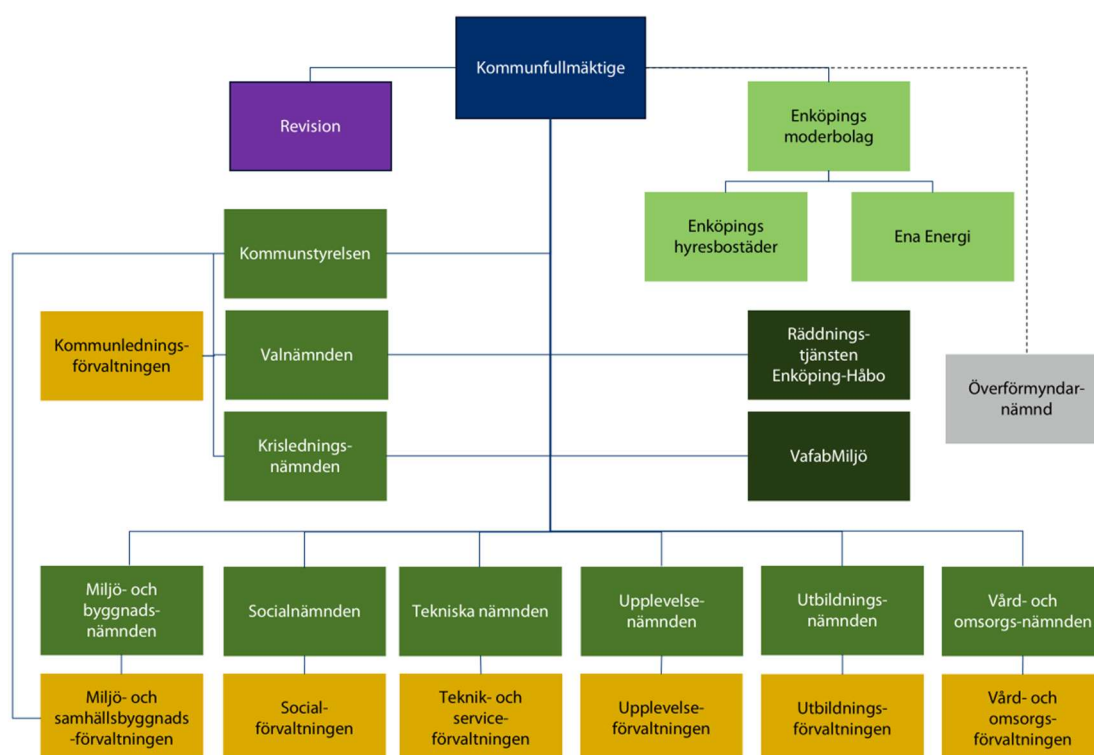 Kommunfullmäktige
Revision
Enköpings
moderbolag
Enköpings
hyresbostäder
Ena Energi
Kommunstyrelsen
Kommunlednings-
förvaltningen
Valnämnden
Räddnings-
tjänsten
Enköping-Håbo
Överförmyndar-
nämnd
Krislednings-
nämnden
VafabMiljö
Miljö- och
byggnads-
nämnden
Socialnämnden
Tekniska nämnden
Upplevelse-
nämnden
Utbildnings-
nämnden
Vård- och
omsorgs-nämnden
Miljö- och
samhällsbyggnads
-förvaltningen
Social-
förvaltningen
Teknik- och
service-
förvaltningen
Upplevelse-
förvaltningen
Utbildnings-
förvaltningen
Vård- och
omsorgs-
förvaltningen